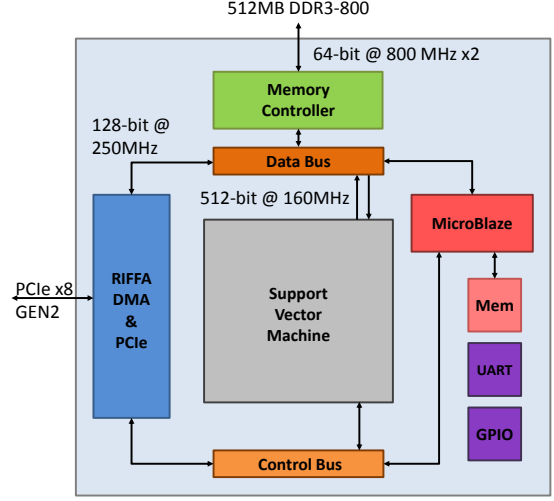 512MB DDR3-800
64-bit @ 800 MHz x2
Memory
Controller
128-bit @
250MHz
Data Bus
512-bit @ 160MHz
MicroBlaze
RIFFA
DMA
&
PCIe
PCIe x8
GEN2
Support
Vector
Machine
Mem
UART
GPIO
Control Bus